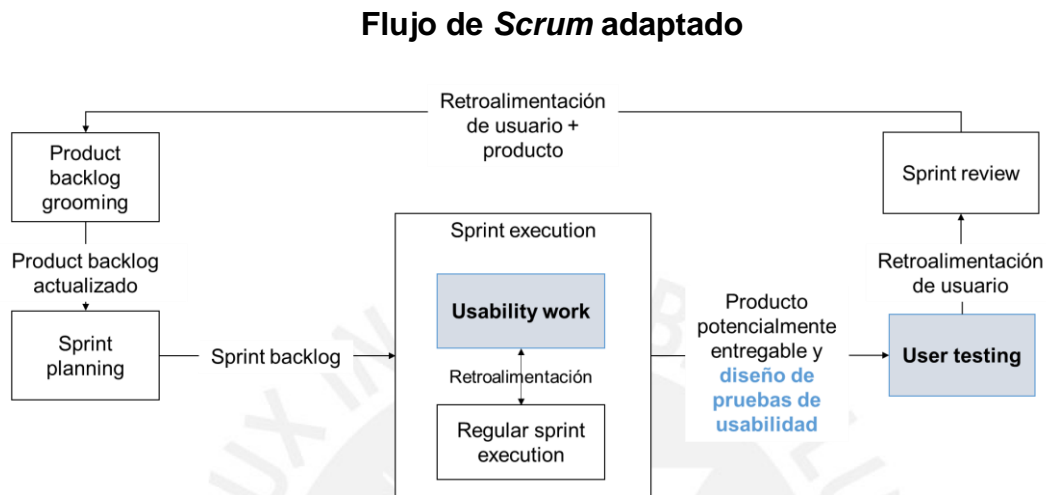 Flujo de Scrum adaptado
Retroalimentación
de usuario +
producto
Product
backlog
grooming
Sprint review
Product backlog
actualizado
Sprint
planning
Sprint backlog
Sprint execution
Usability work
Retroalimentación
Regular sprint
execution
Producto
potencialmente
entregable y
diseño de
pruebas de
usabilidad
Retroalimentación
de usuario
User testing